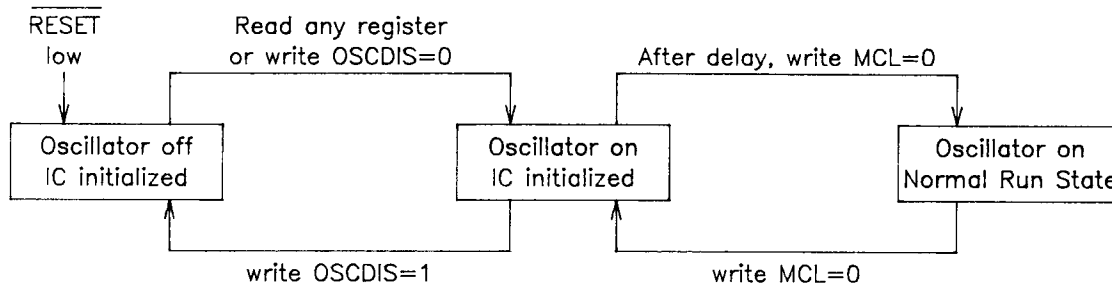 RESET
low
Read any register
or write OSCDIS=0
After delay, write MCL=0
Oscillator off
IC initialized
Oscillator on
IC initialized
Oscillator on
Normal Run State
write OSCDIS=1
write MCL=0